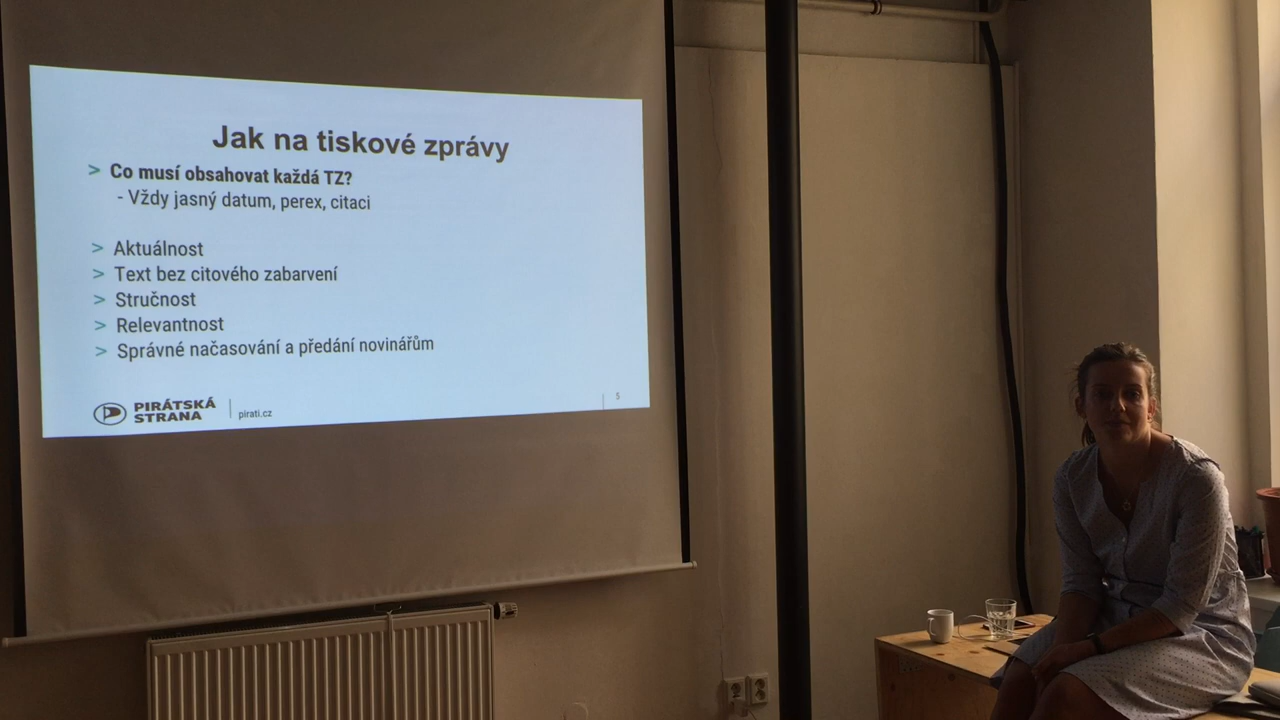 Jak na tiskové zprávy
> Co musí obsahovat každá TZ?
- Vždy jasný datum, perex, citaci
> Aktuálnost
> Text bez citového zabarvení
> Stručnost
> Relevantnost
> Správné načasování a předání novinářům
PIRÁTSKÁ
STRANA
pirati.cz
5